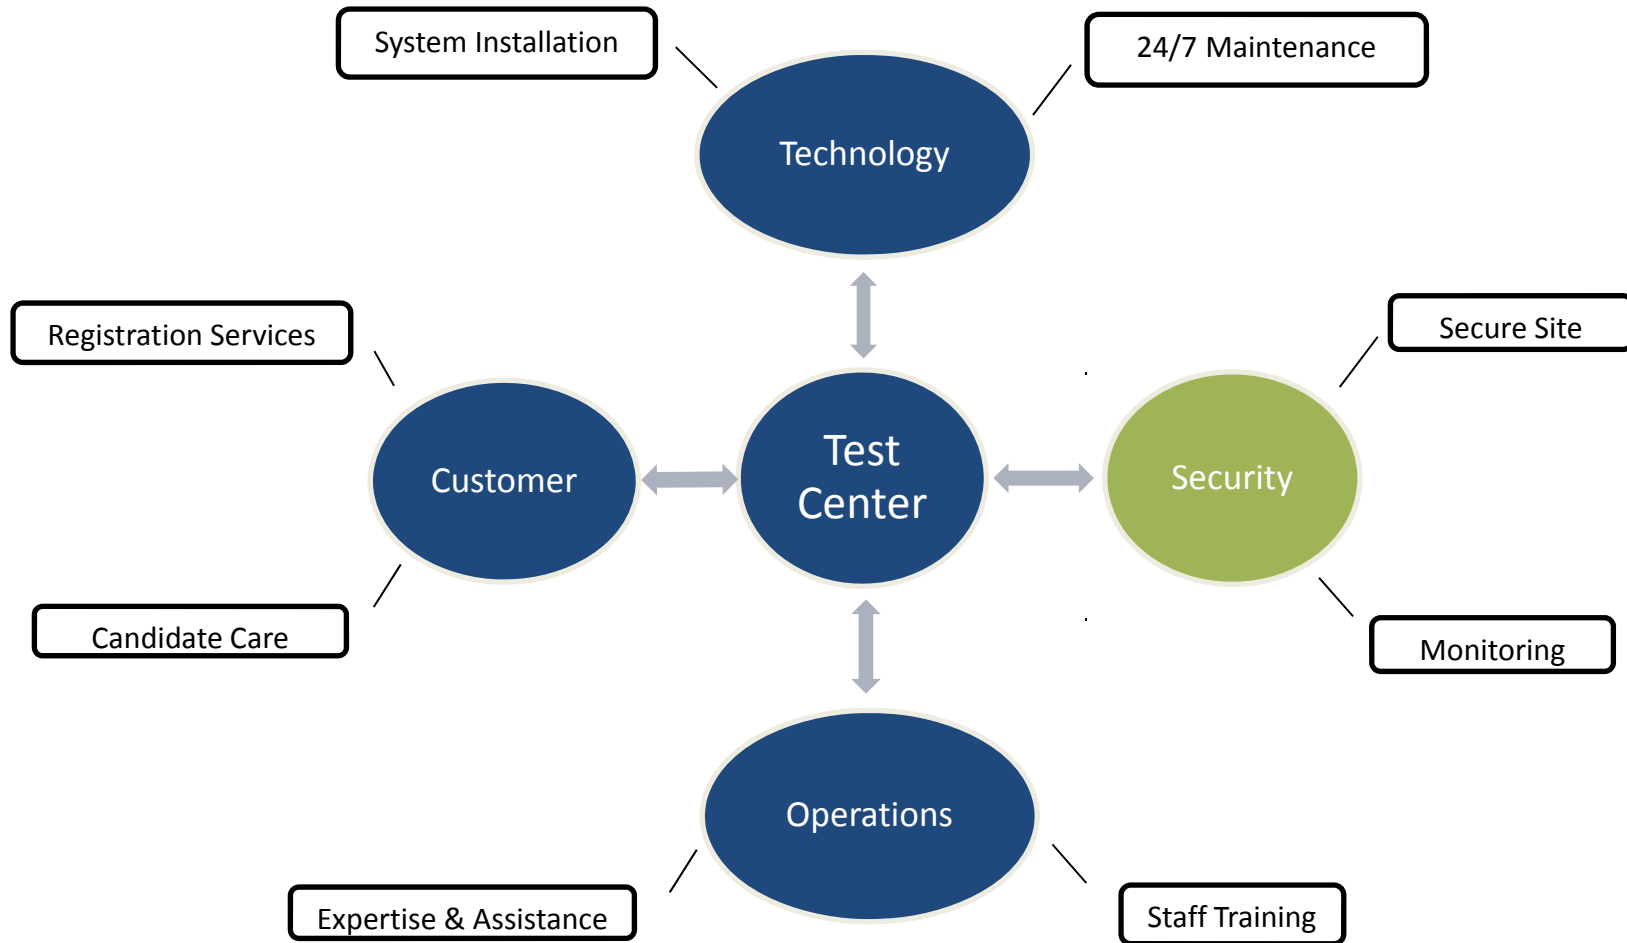 System Installation
24/7 Maintenance
Technology
Registration Services
Secure Site
Customer
Test
Center
Security
Candidate Care
Monitoring
Operations
Expertise & Assistance
Staff Training